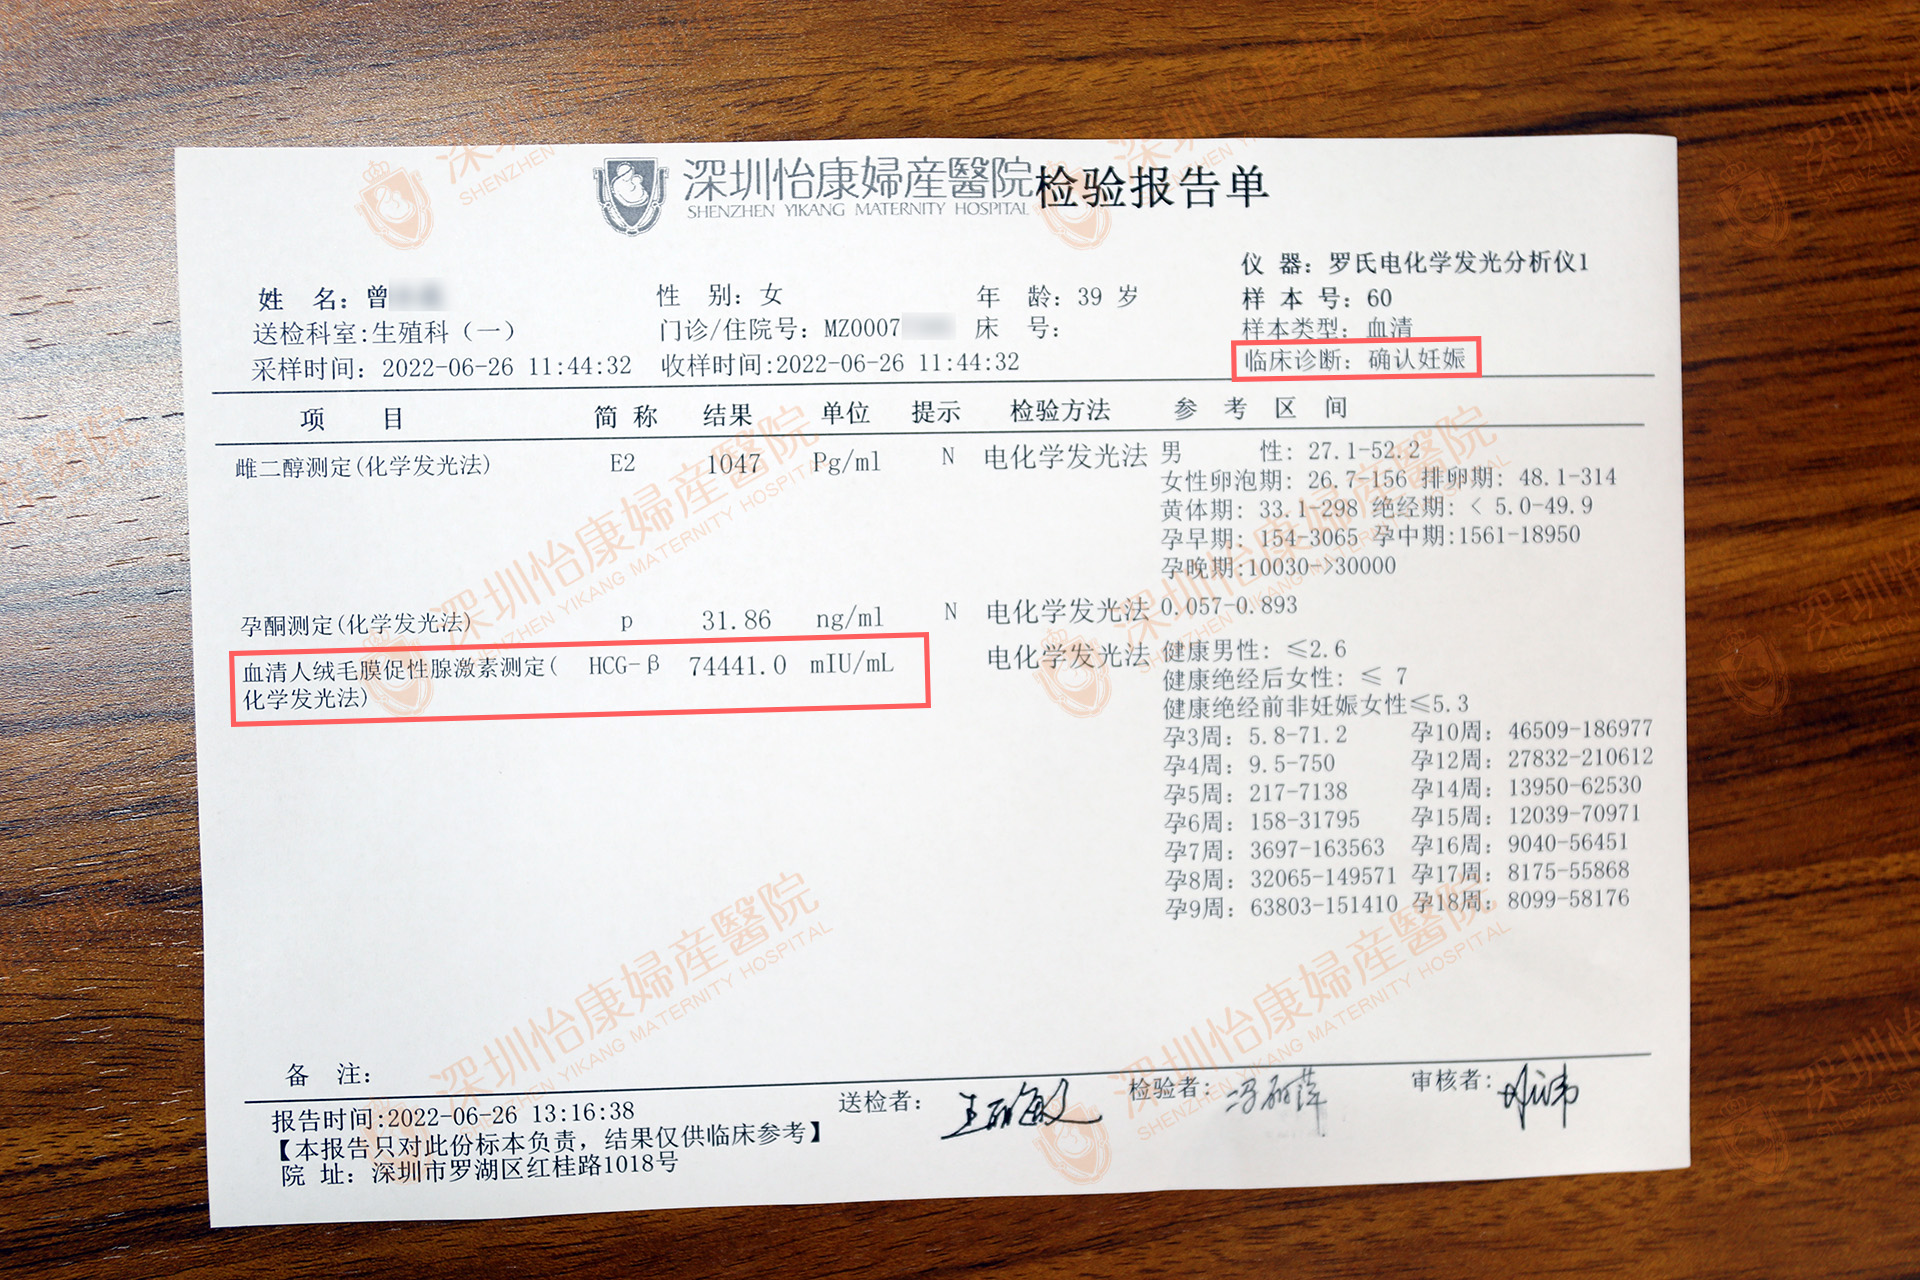 深圳怡康婦産醫院检验报告单
SHENZHEN YIKANG MATERNITY HOSPITAL
仪 器：罗氏电化学发光分析仪1
姓 名：曾 性 别：女 年 龄：39 岁 样 本 号：60
送检科室:生殖科（一） 门诊/住院号：MZ0007 床 号： 样本类型：血清
采样时间：2022-06-26 11:44:32 收样时间:2022-06-26 11:44:32 临床诊断：确认妊娠
项 目 简 称 结果 单位 提示 检验方法 参 考 区 间
雌二醇测定(化学发光法) E2 1047 Pg/ml N 电化学发光法 男 性：27.1-52.2
女性卵泡期：26.7-156 排卵期：48.1-314
黄体期：33.1-298 绝经期：< 5.0-49.9
孕早期：154-3065 孕中期:1561-18950
孕晚期:10030->30000
孕酮测定(化学发光法) p 31.86 ng/ml N 电化学发光法 0.057-0.893
血清人绒毛膜促性腺激素测定( HCG-β 74441.0 mIU/mL 电化学发光法 健康男性：≤2.6
化学发光法) 健康绝经后女性：≤ 7
健康绝经前非妊娠女性≤5.3
孕3周：5.8-71.2 孕10周：46509-186977
孕4周：9.5-750 孕12周：27832-210612
孕5周：217-7138 孕14周：13950-62530
孕6周：158-31795 孕15周：12039-70971
孕7周：3697-163563 孕16周：9040-56451
孕8周：32065-149571 孕17周：8175-55868
孕9周：63803-151410 孕18周：8099-58176
备 注：
报告时间:2022-06-26 13:16:38 送检者： 检验者：冯丽萍 审核者：
【本报告只对此份标本负责，结果仅供临床参考】
院 址：深圳市罗湖区红桂路1018号